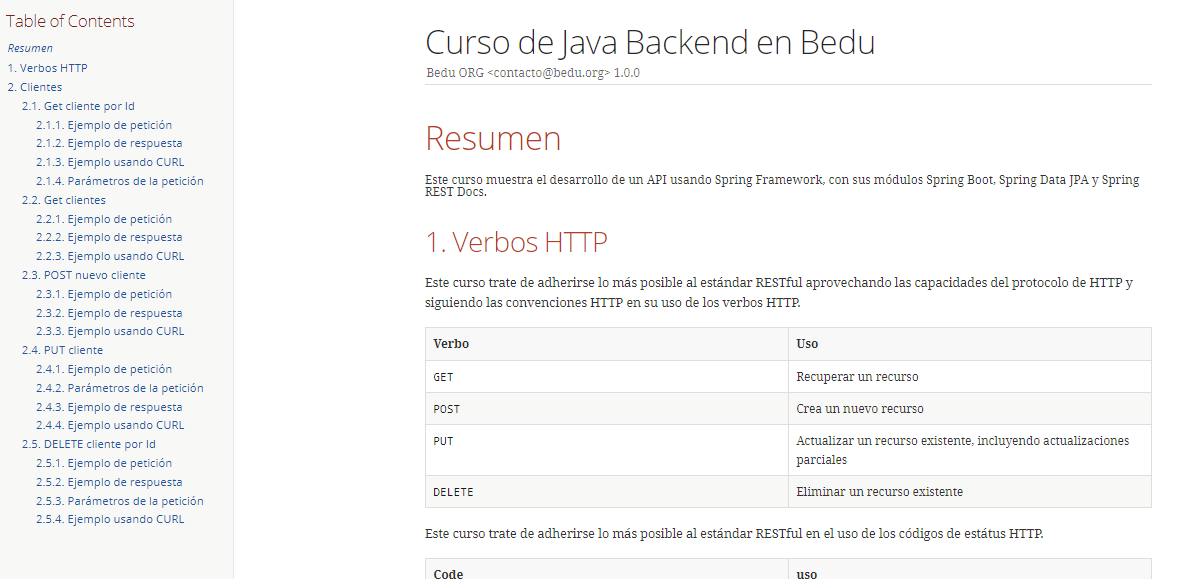 Table of Contents
Resumen
1. Verbos HTTP
2. Clientes
2.1. Get cliente por Id
2.1.1. Ejemplo de petición
2.1.2. Ejemplo de respuesta
2.1.3. Ejemplo usando CURL
2.1.4. Parámetros de la petición
2.2. Get clientes
2.2.1. Ejemplo de petición
2.2.2. Ejemplo de respuesta
2.2.3. Ejemplo usando CURL
2.3. POST nuevo cliente
2.3.1. Ejemplo de petición
2.3.2. Ejemplo de respuesta
2.3.3. Ejemplo usando CURL
2.4. PUT cliente
2.4.1. Ejemplo de petición
2.4.2. Parámetros de la petición
2.4.3. Ejemplo de respuesta
2.4.4. Ejemplo usando CURL
2.5. DELETE cliente por Id
2.5.1. Ejemplo de petición
2.5.2. Ejemplo de respuesta
2.5.3. Parámetros de la petición
2.5.4. Ejemplo usando CURL
Curso de Java Backend en Bedu
Bedu ORG <contacto@bedu.org> 1.0.0
Resumen
Este curso muestra el desarrollo de un API usando Spring Framework, con sus módulos Spring Boot, Spring Data JPA y Spring
REST Docs.
1. Verbos HTTP
Este curso trate de adherirse lo más posible al estándar RESTful aprovechando las capacidades del protocolo de HTTP y
siguiendo las convenciones HTTP en su uso de los verbos HTTP.
Verbo Uso
GET Recuperar un recurso
POST Crea un nuevo recurso
PUT Actualizar un recurso existente, incluyendo actualizaciones
parciales
DELETE Eliminar un recurso existente
Este curso trate de adherirse lo más posible al estándar RESTful en el uso de los códigos de estátus HTTP.
Code uso